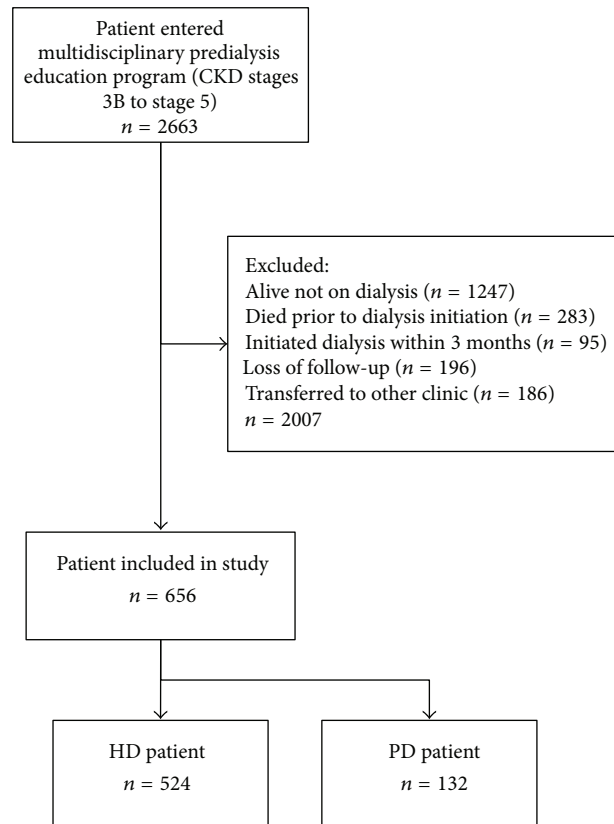 Patient entered
multidisciplinary predialysis
education program (CKD stages
3B to stage 5)
n = 2663
Excluded:
Alive not on dialysis (n = 1247)
Died prior to dialysis initiation (n = 283)
Initiated dialysis within 3 months (n = 95)
Loss of follow-up (n = 196)
Transferred to other clinic (n = 186)
n = 2007
Patient included in study
n = 656
HD patient
n = 524
PD patient
n = 132